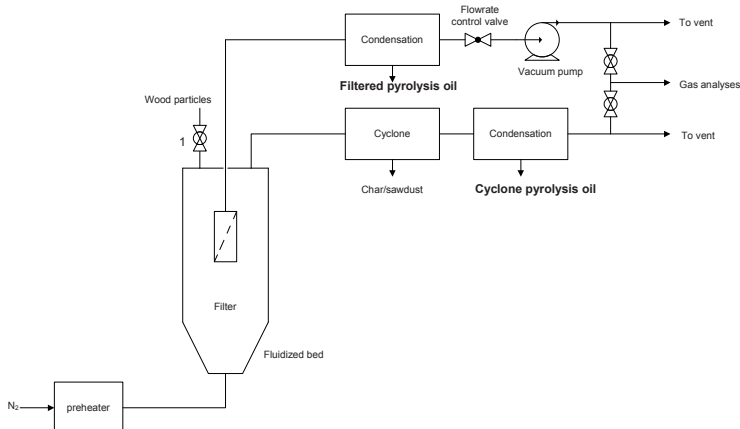 Flowrate
control valve
Condensation
To vent
Vacuum pump
Filtered pyrolysis oil
Gas analyses
Wood particles
1
Cyclone
Condensation
To vent
Char/sawdust
Cyclone pyrolysis oil
Filter
Fluidized bed
N₂
preheater